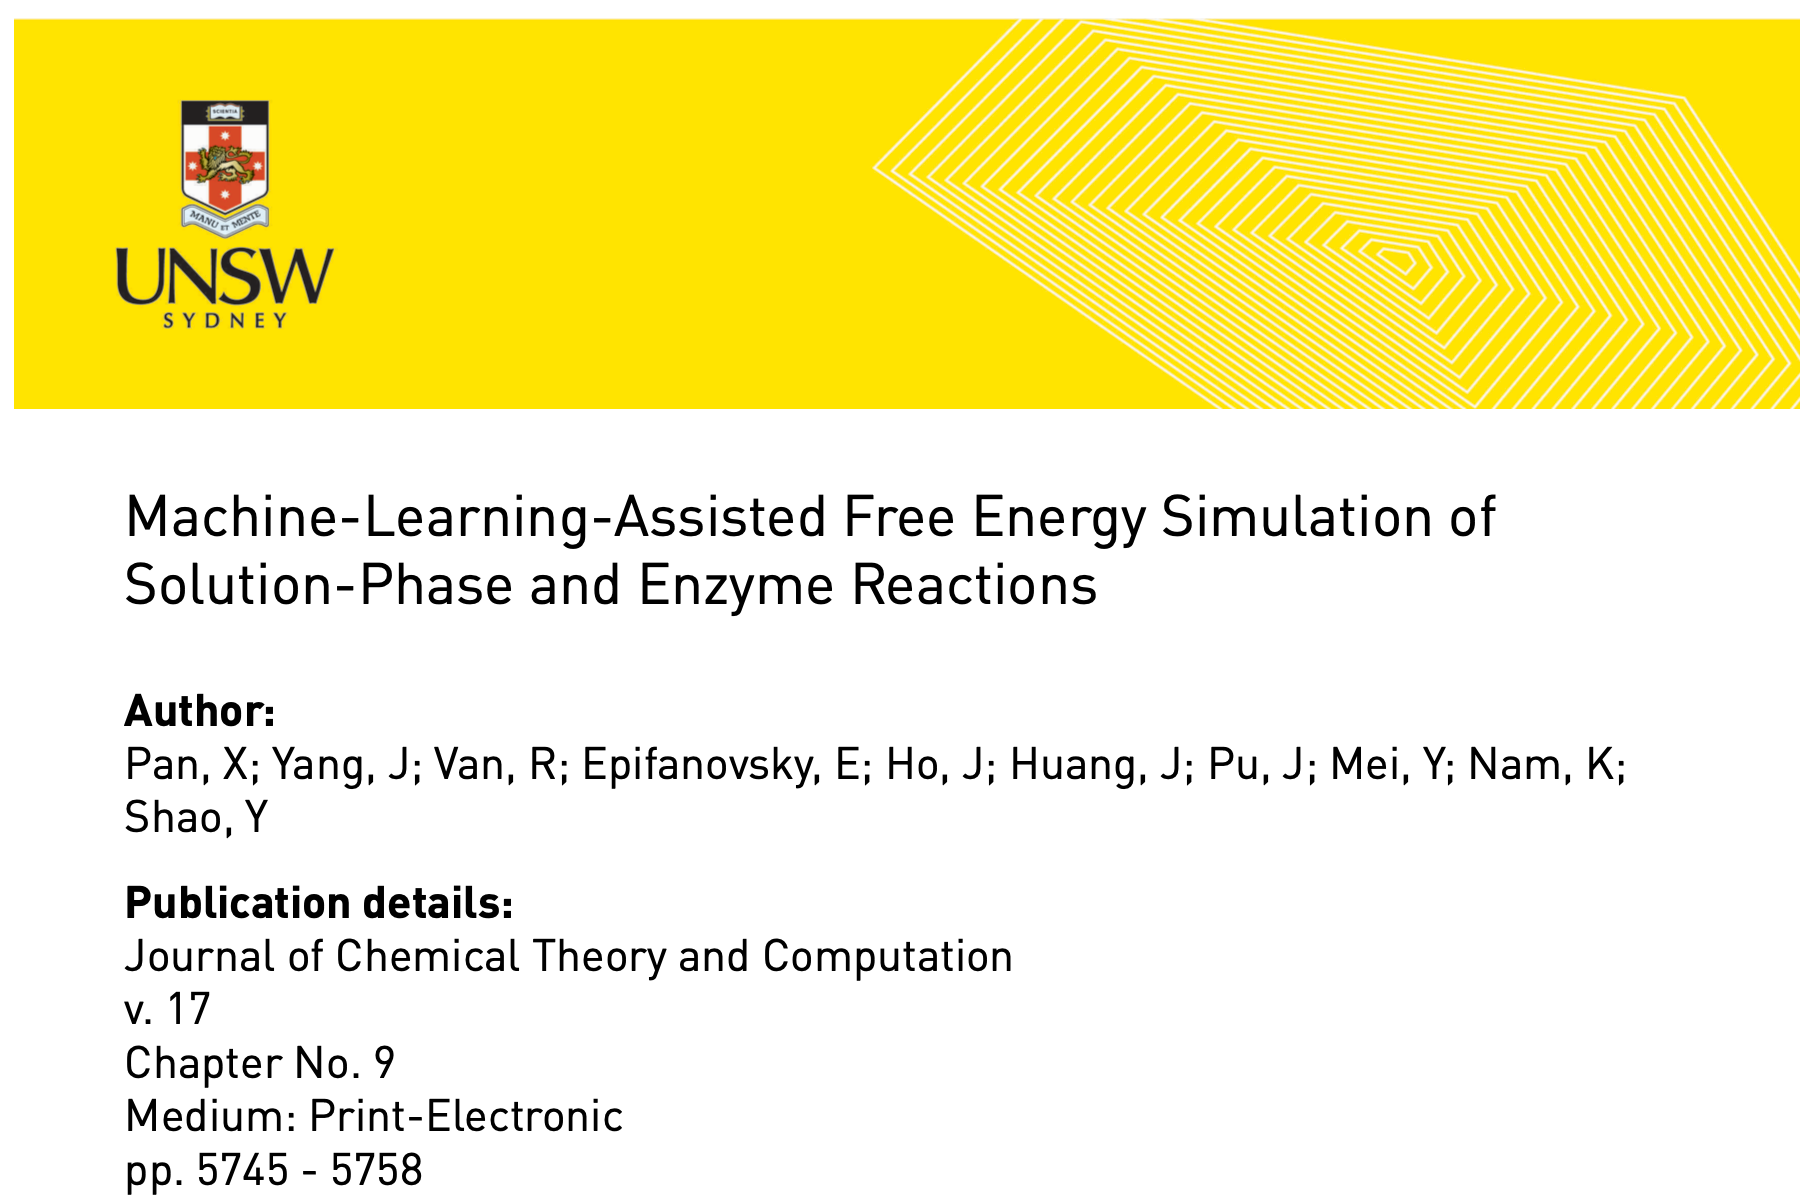 SCIENTIA
MANU ET MENTE
UNSW
SYDNEY
Machine-Learning-Assisted Free Energy Simulation of
Solution-Phase and Enzyme Reactions
Author:
Pan, X; Yang, J; Van, R; Epifanovsky, E; Ho, J; Huang, J; Pu, J; Mei, Y; Nam, K;
Shao, Y
Publication details:
Journal of Chemical Theory and Computation
v. 17
Chapter No. 9
Medium: Print-Electronic
pp. 5745 - 5758